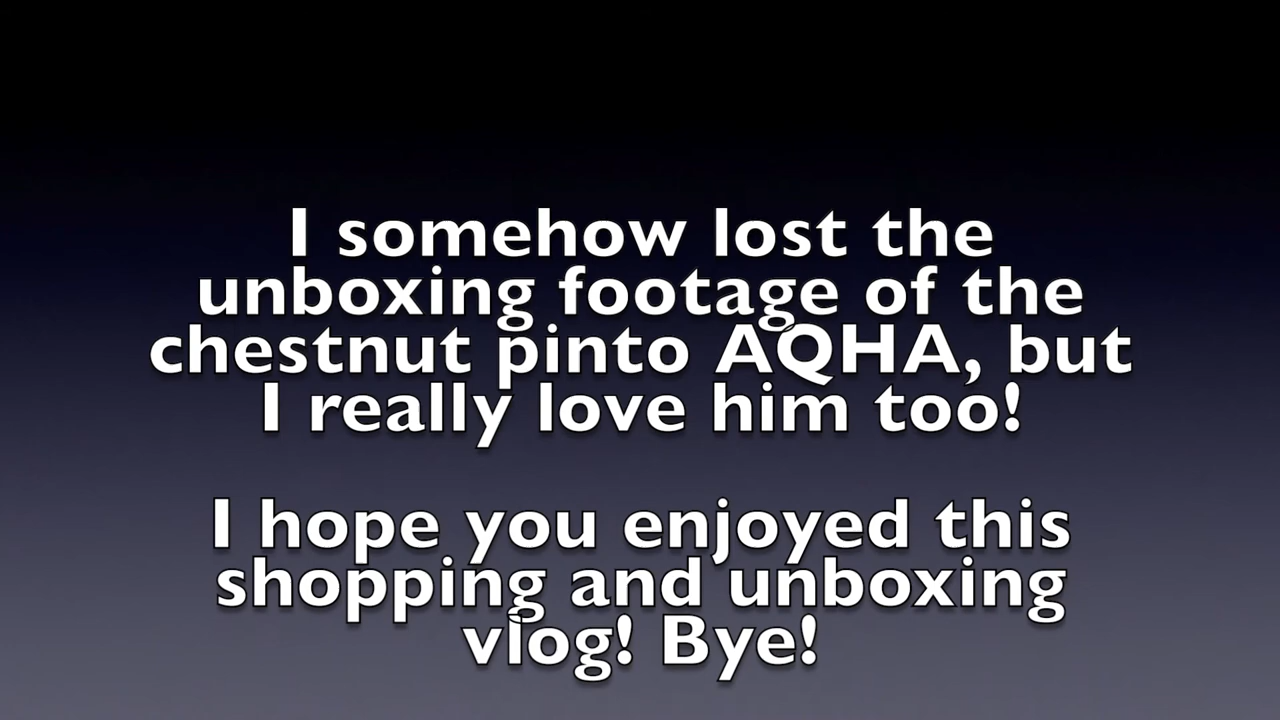 I somehow lost the
unboxing footage of the
chestnut pinto AQHA, but
I really love him too!
I hope you enjoyed this
shopping and unboxing
vlog! Bye!